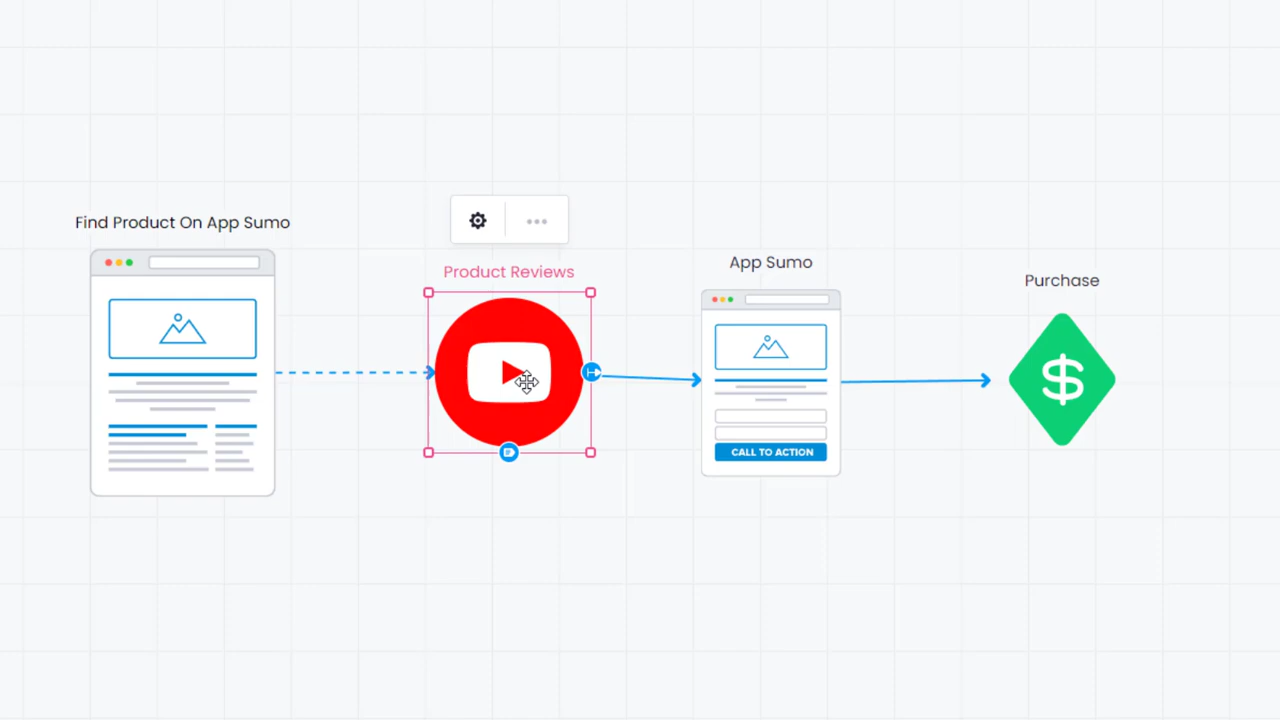 Find Product On App Sumo
Product Reviews
App Sumo
CALL TO ACTION
Purchase
$